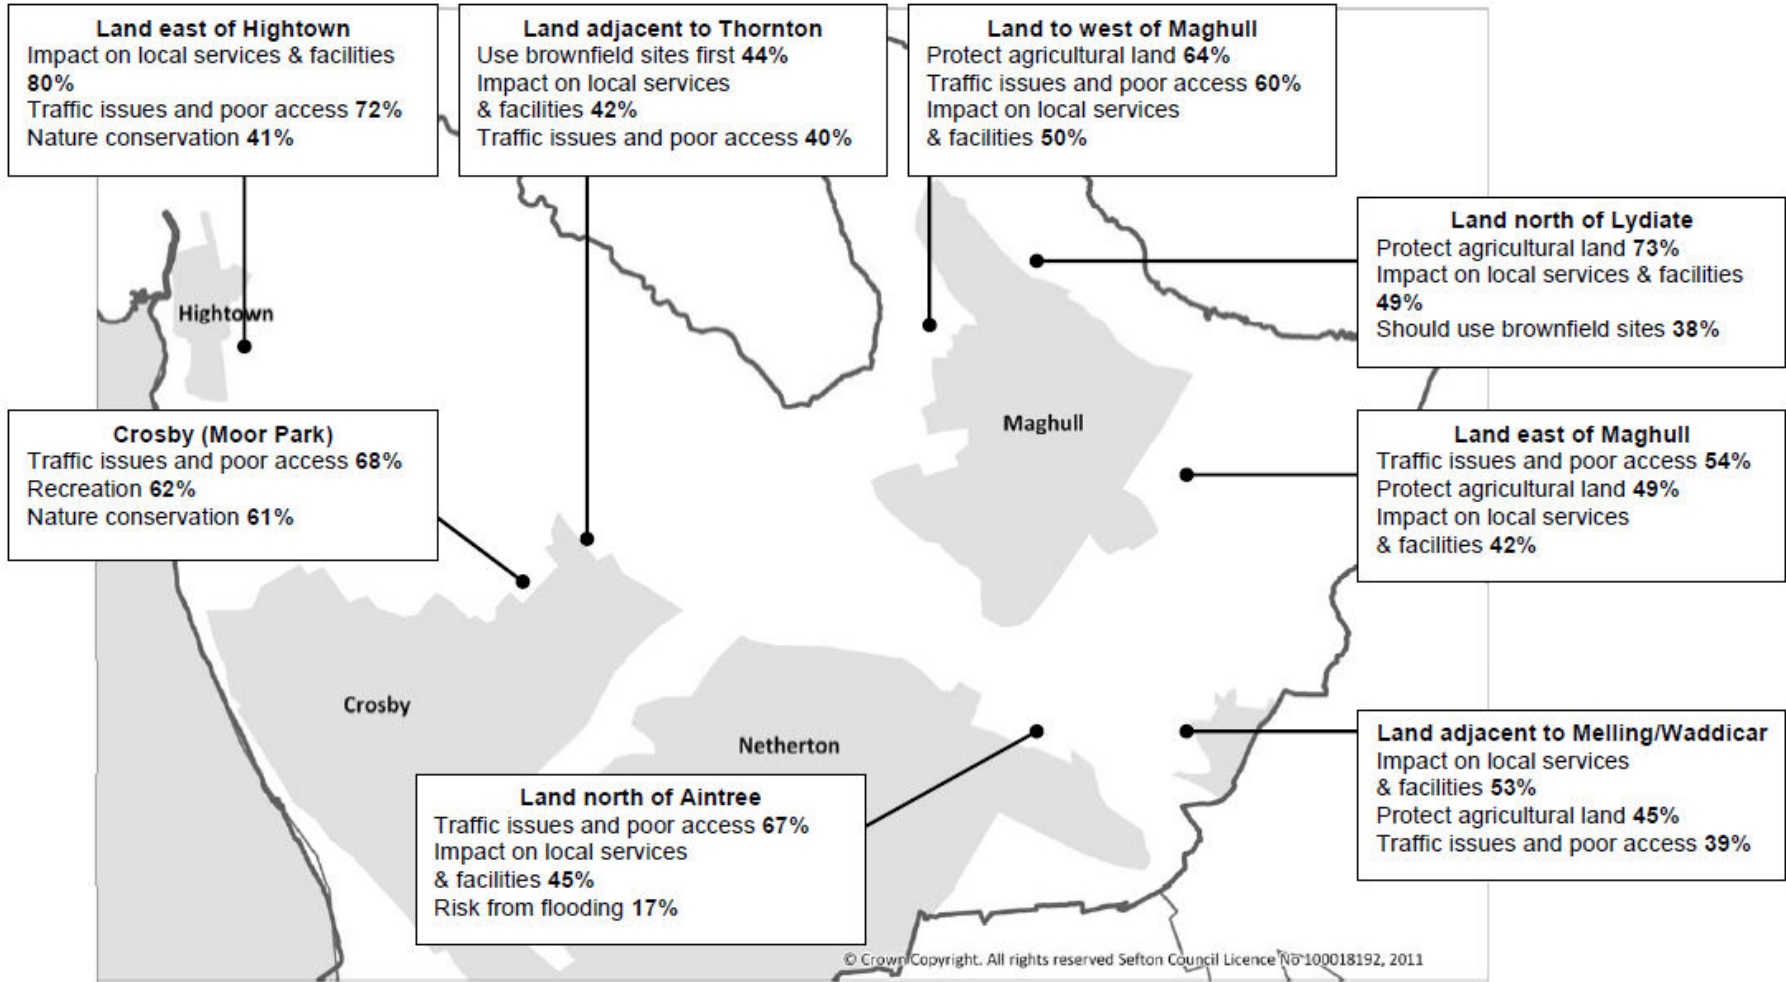 Land east of Hightown
Impact on local services & facilities
80%
Traffic issues and poor access 72%
Nature conservation 41%
Land adjacent to Thornton
Use brownfield sites first 44%
Impact on local services
& facilities 42%
Traffic issues and poor access 40%
Land to west of Maghull
Protect agricultural land 64%
Traffic issues and poor access 60%
Impact on local services
& facilities 50%
Land north of Lydiate
Protect agricultural land 73%
Impact on local services & facilities
49%
Should use brownfield sites 38%
Hightown
Maghull
Crosby (Moor Park)
Traffic issues and poor access 68%
Recreation 62%
Nature conservation 61%
Land east of Maghull
Traffic issues and poor access 54%
Protect agricultural land 49%
Impact on local services
& facilities 42%
Crosby
Netherton
Land north of Aintree
Traffic issues and poor access 67%
Impact on local services
& facilities 45%
Risk from flooding 17%
Land adjacent to Melling/Waddicar
Impact on local services
& facilities 53%
Protect agricultural land 45%
Traffic issues and poor access 39%
© Crown Copyright. All rights reserved Sefton Council Licence No 100018192, 2011